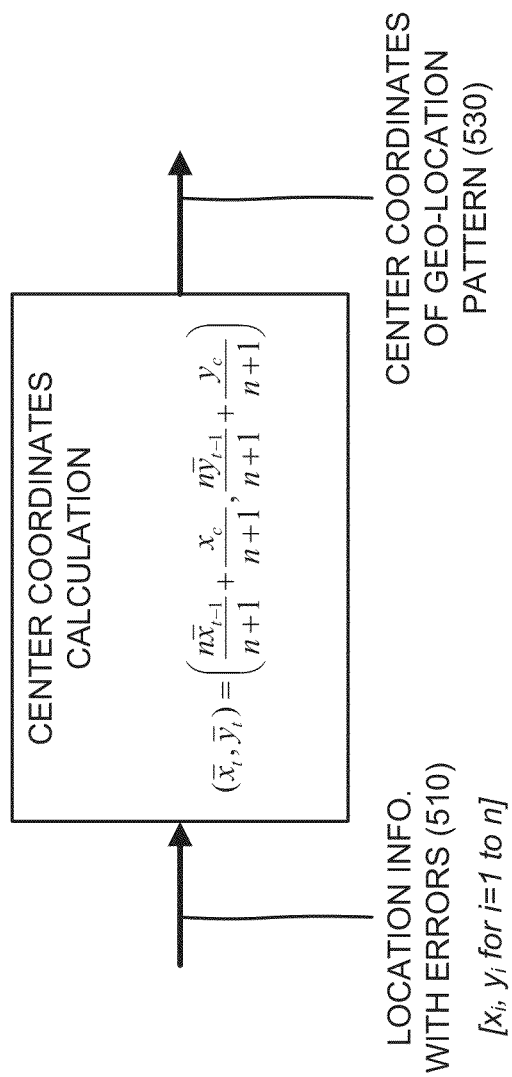 CENTER COORDINATES
CALCULATION
(x̄ₜ, ȳₜ) = (nx̄ₜ₋₁/n+1 + x_c/n+1, nȳₜ₋₁/n+1 + y_c/n+1)
LOCATION INFO.
WITH ERRORS (510)
[xᵢ, yᵢ for i=1 to n]
CENTER COORDINATES
OF GEO-LOCATION
PATTERN (530)